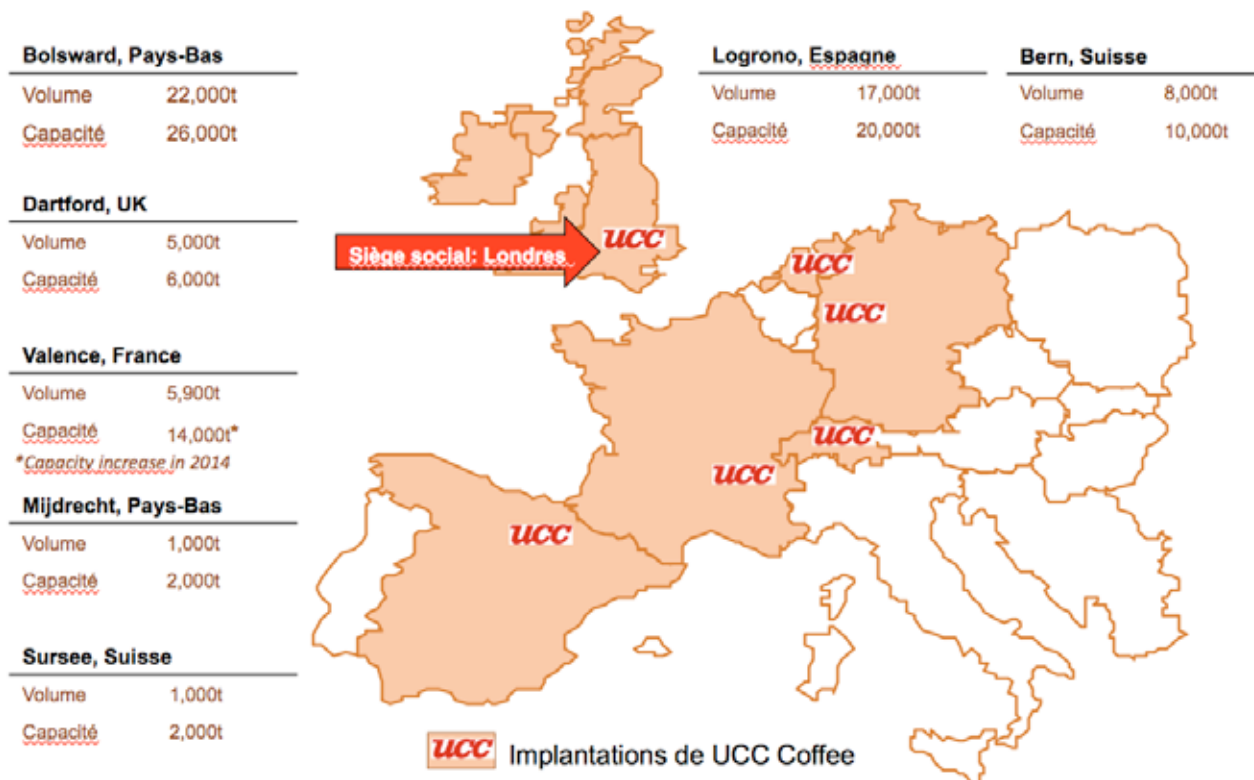 Bolsward, Pays-Bas
Volume 22,000t
Capacité 26,000t
Dartford, UK
Volume 5,000t
Capacité 6,000t
Valence, France
Volume 5,900t
Capacité 14,000t*
*Capacity increase in 2014
Mijdrecht, Pays-Bas
Volume 1,000t
Capacité 2,000t
Sursee, Suisse
Volume 1,000t
Capacité 2,000t
Logrono, Espagne
Volume 17,000t
Capacité 20,000t
Bern, Suisse
Volume 8,000t
Capacité 10,000t
ucc
Siège social: Londres
ucc
ucc
ucc
ucc
ucc
ucc Implantations de UCC Coffee